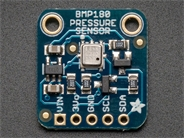 BMP180
PRESSURE
SENSOR
VIN
3Vo
GND
SCL
SDA